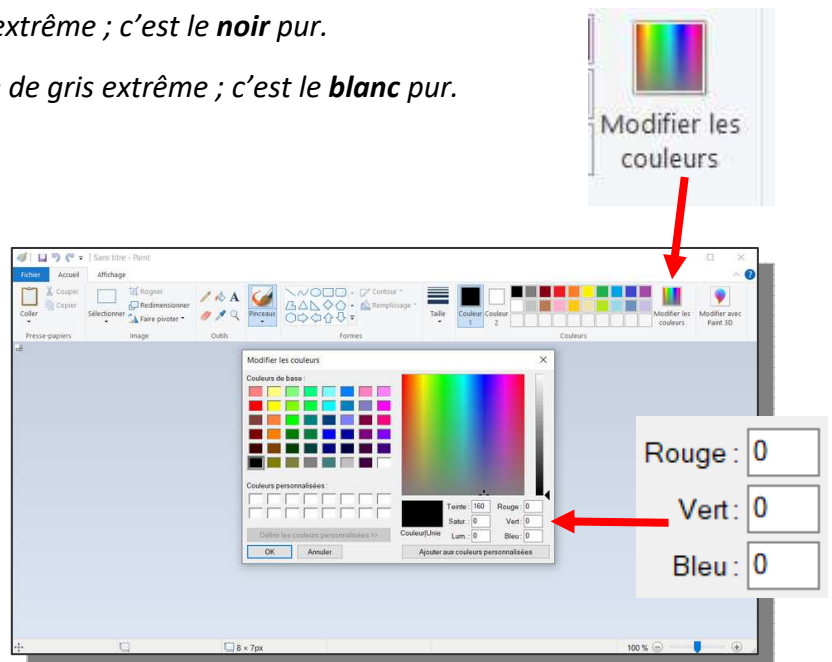 extrême ; c’est le noir pur.
de gris extrême ; c’est le blanc pur.
Modifier les
couleurs
Sans titre - Paint
Fichier Accueil Affichage
Coller
Couper
Copier
Presse-papiers
Sélectionner
Rogner
Redimensionner
Faire pivoter
Image
A
Outils
Pinceaux
Contour
Remplissage
Formes
Taille
Couleur 1
Couleur 2
Couleurs
Modifier les
couleurs
Modifier avec
Paint 3D
Modifier les couleurs
Couleurs de base :
Couleurs personnalisées :
Définir les couleurs personnalisées >>
OK Annuler
Couleur|Unie
Teinte : 160 Rouge : 0
Satur. : 0 Vert : 0
Lum. : 0 Bleu : 0
Ajouter aux couleurs personnalisées
Rouge : 0
Vert : 0
Bleu : 0
8 × 7px
100 %